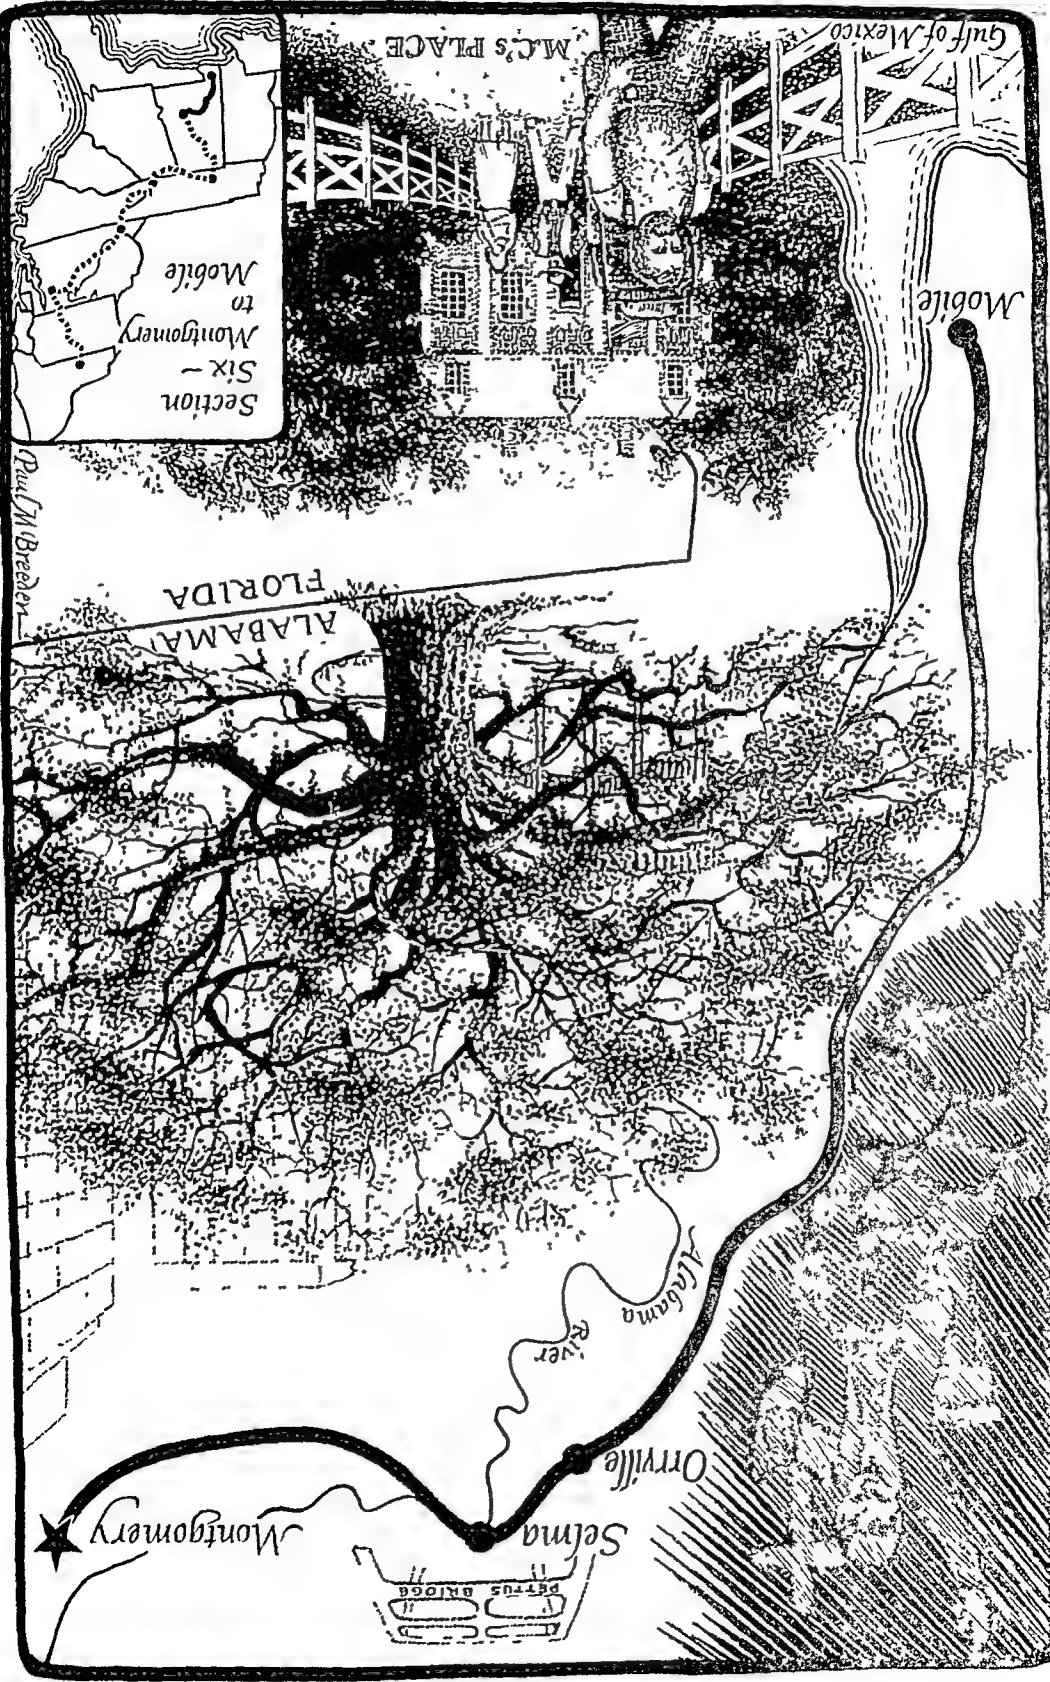 PETTUS BRIDGE
Selma
Montgomery
Orrville
River
Alabama
ALABAMA
FLORIDA
Paul M. Breeden
Section
Six –
Montgomery
to
Mobile
Mobile
M.C.'s PLACE
Gulf of Mexico